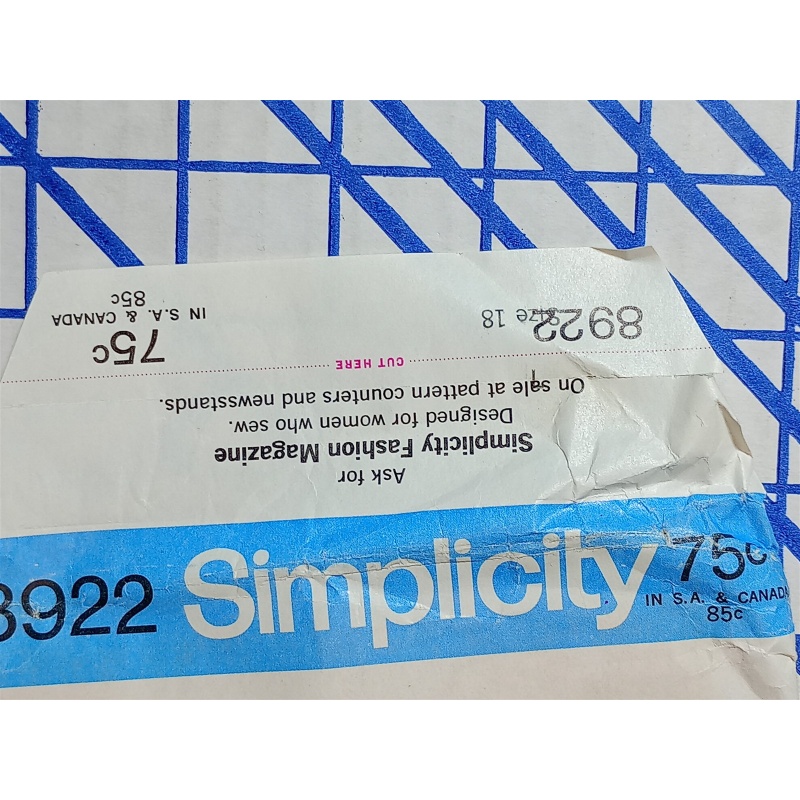 8922 Size 18
75c
IN S.A. & CANADA
85c
CUT HERE
Ask for
Simplicity Fashion Magazine
Designed for women who sew.
On sale at pattern counters and newsstands.
8922 Simplicity 75c
IN S.A. & CANADA
85c